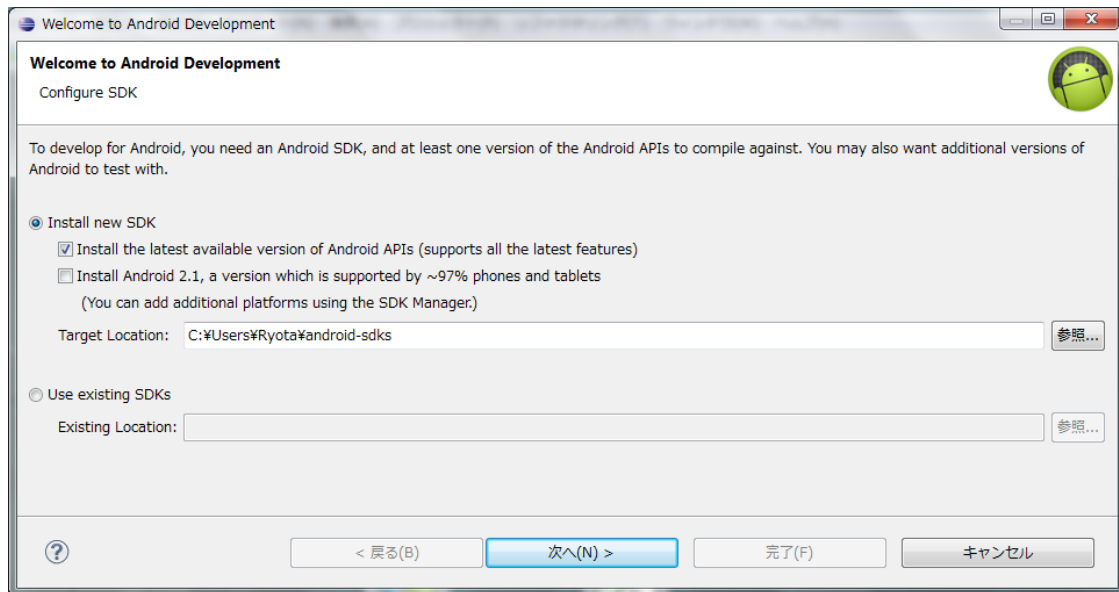 Welcome to Android Development
Welcome to Android Development
Configure SDK
To develop for Android, you need an Android SDK, and at least one version of the Android APIs to compile against. You may also want additional versions of
Android to test with.
Install new SDK
Install the latest available version of Android APIs (supports all the latest features)
Install Android 2.1, a version which is supported by ~97% phones and tablets
(You can add additional platforms using the SDK Manager.)
Target Location: C:¥Users¥Ryota¥android-sdks 参照...
Use existing SDKs
Existing Location: 参照...
? < 戻る(B) 次へ(N) > 完了(F) キャンセル